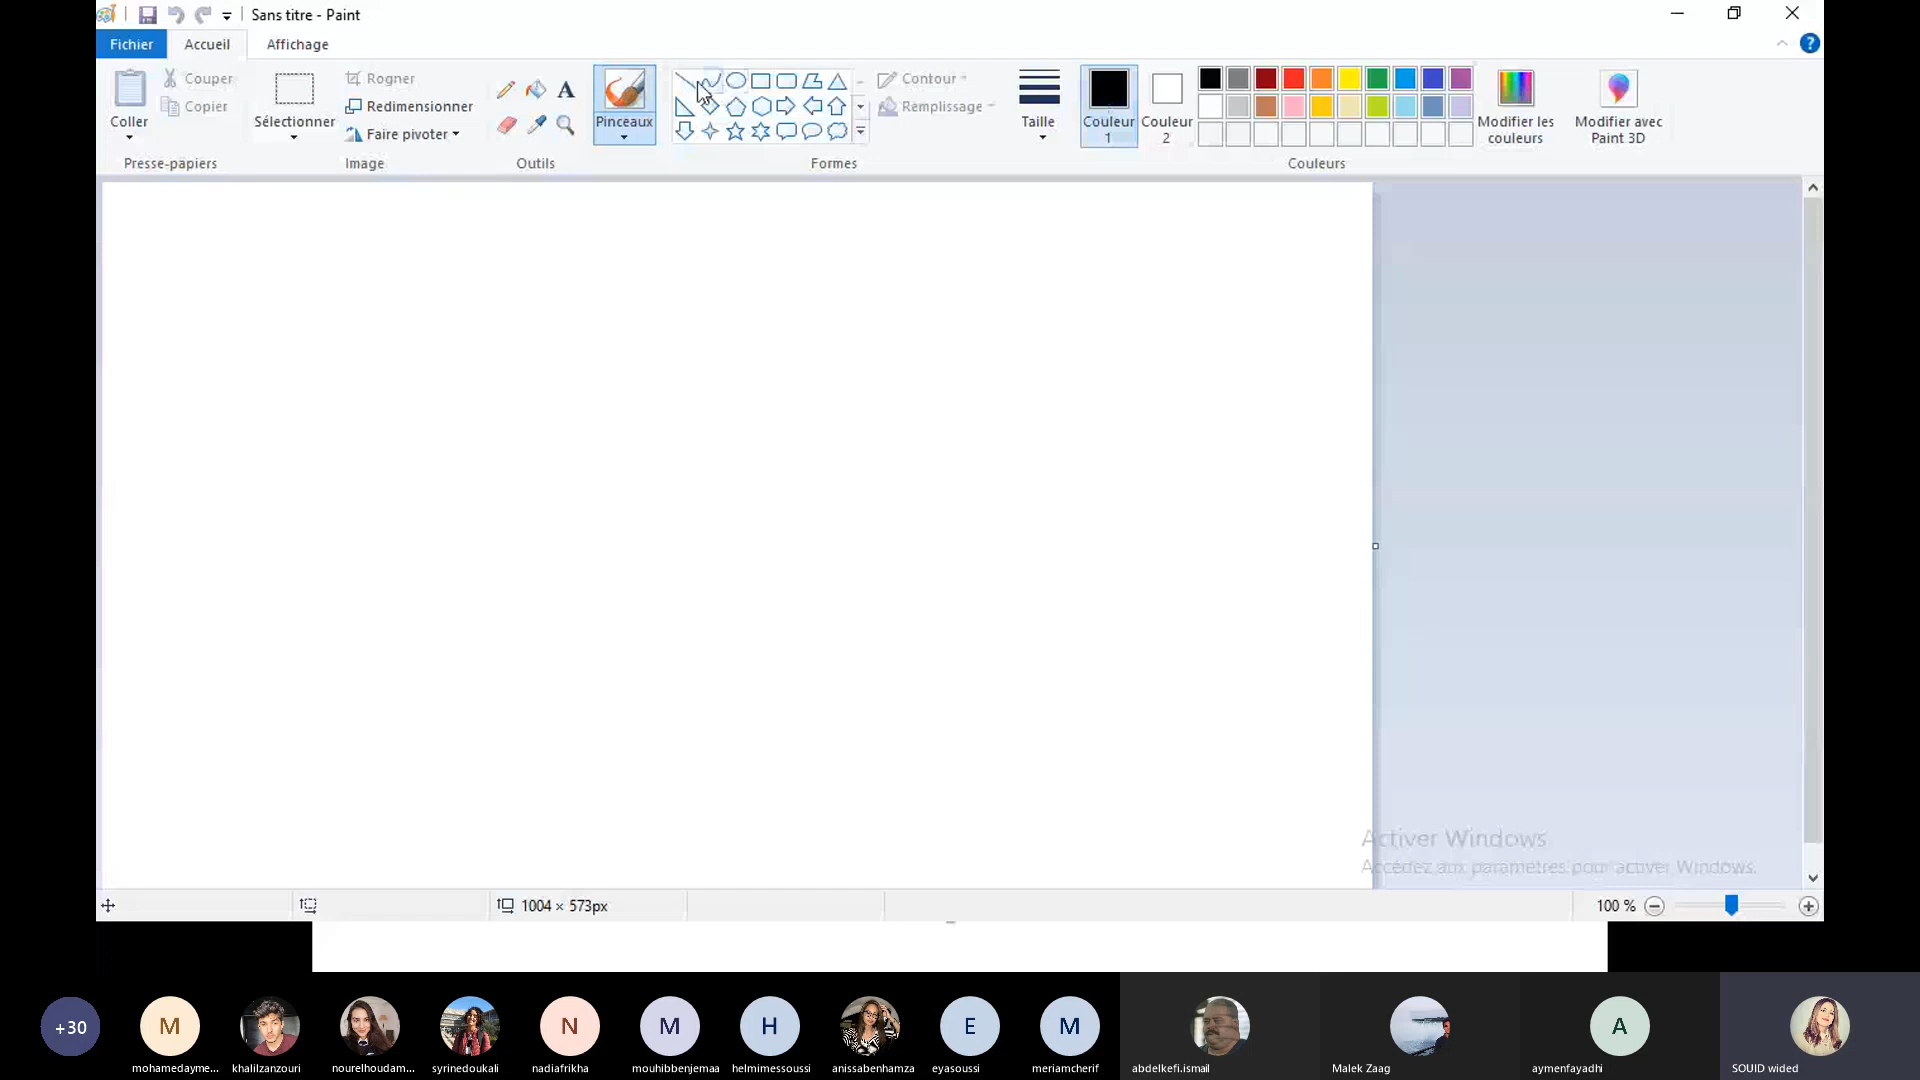 Sans titre - Paint
Fichier Accueil Affichage
Coller
Couper
Copier
Presse-papiers
Sélectionner
Rogner
Redimensionner
Faire pivoter
Image
A
Outils
Pinceaux
Formes
Contour
Remplissage
Taille
Couleur
1
Couleur
2
Couleurs
Modifier les
couleurs
Modifier avec
Paint 3D
?
Activer Windows
Accédez aux paramètres pour activer Windows.
1004 × 573px
100 %
+30
M
N
M
H
E
M
A
mohamedayme...
khalilzanzouri
nourelhoudam...
syrinedoukali
nadiafrikha
mouhibbenjemaa
helmimessoussi
anissabenhamza
eyasoussi
meriamcherif
abdelkefi.ismail
Malek Zaag
aymenfayadhi
SOUID wided